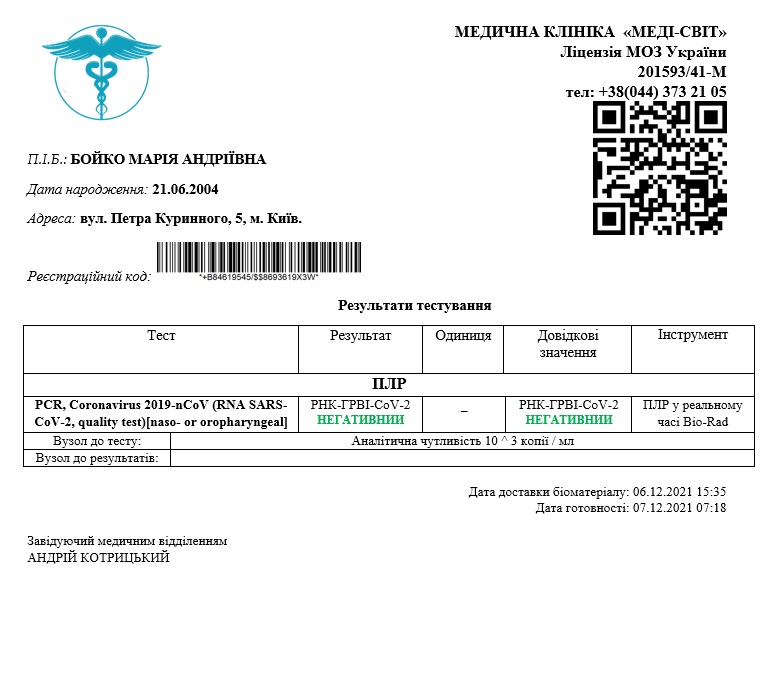 МЕДИЧНА КЛІНІКА «МЕДІ-СВІТ»
Ліцензія МОЗ України
201593/41-М
тел: +38(044) 373 21 05
П.І.Б.: БОЙКО МАРІЯ АНДРІЇВНА
Дата народження: 21.06.2004
Адреса: вул. Петра Куринного, 5, м. Київ.
Реєстраційний код:
*+B84619545/$$8693619X3W*
Результати тестування
Тест Результат Одиниця Довідкові значення Інструмент
ПЛР
PCR, Coronavirus 2019-nCoV (RNA SARS-CoV-2, quality test)[naso- or oropharyngeal] РНК-ГРВІ-CoV-2 НЕГАТИВНИЙ – РНК-ГРВІ-CoV-2 НЕГАТИВНИЙ ПЛР у реальному часі Bio-Rad
Вузол до тесту: Аналітична чутливість 10 ^ 3 копії / мл
Вузол до результатів:
Дата доставки біоматеріалу: 06.12.2021 15:35
Дата готовності: 07.12.2021 07:18
Завідуючий медичним відділенням
АНДРІЙ КОТРИЦЬКИЙ